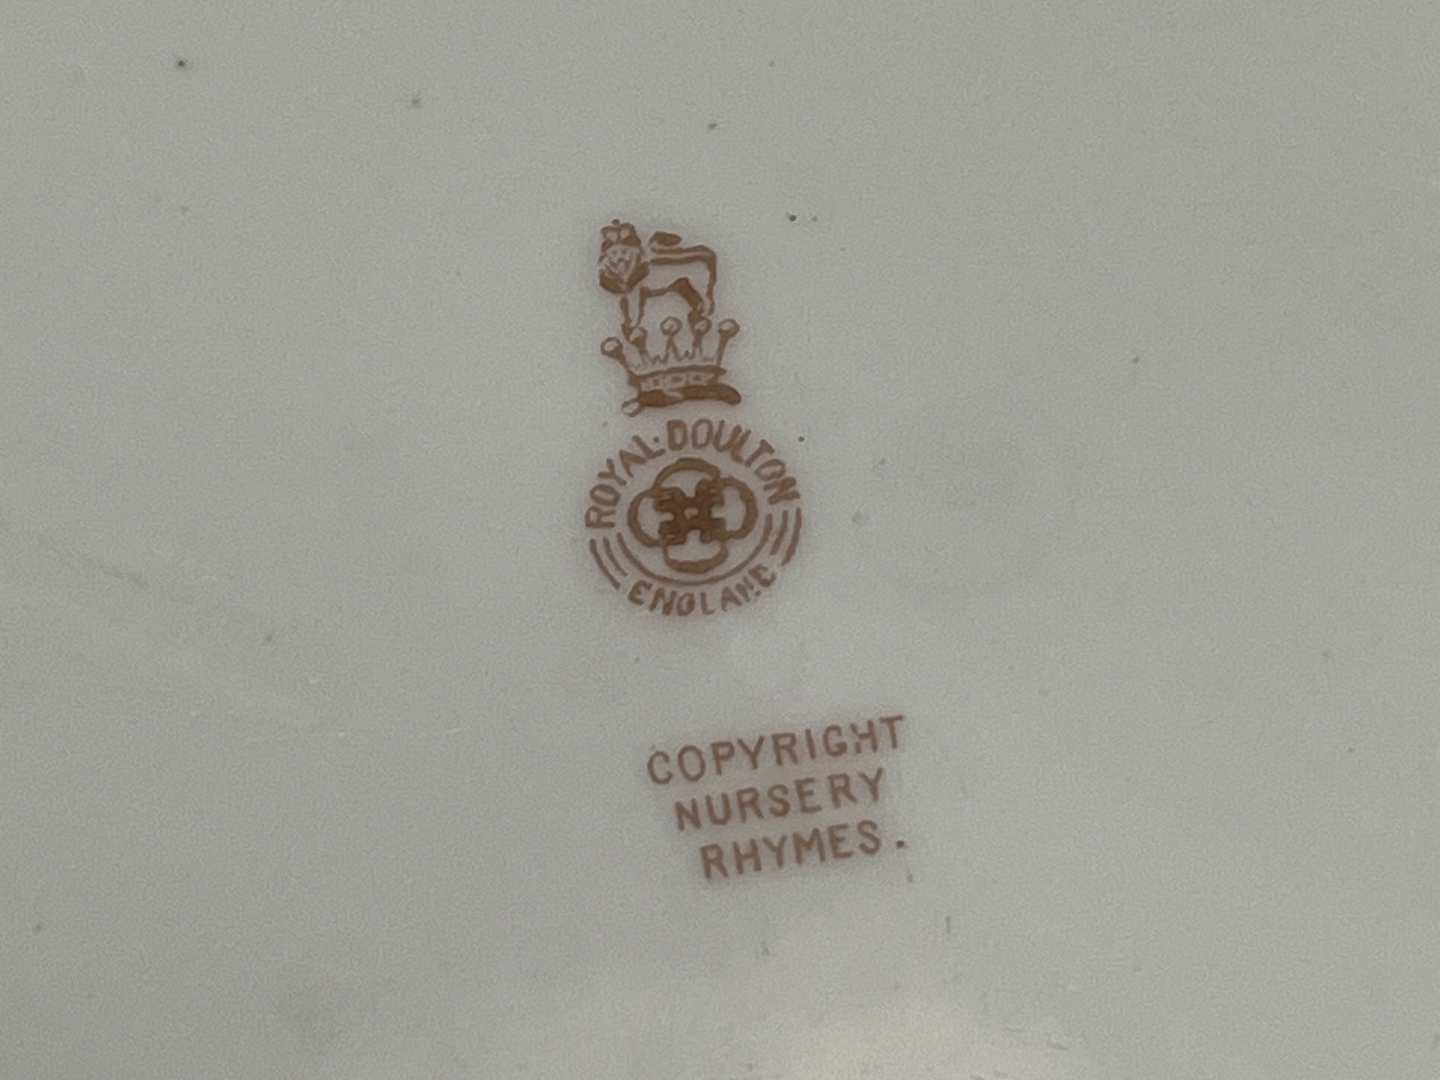 ROYAL·DOULTON
ENGLAND
COPYRIGHT
NURSERY
RHYMES.